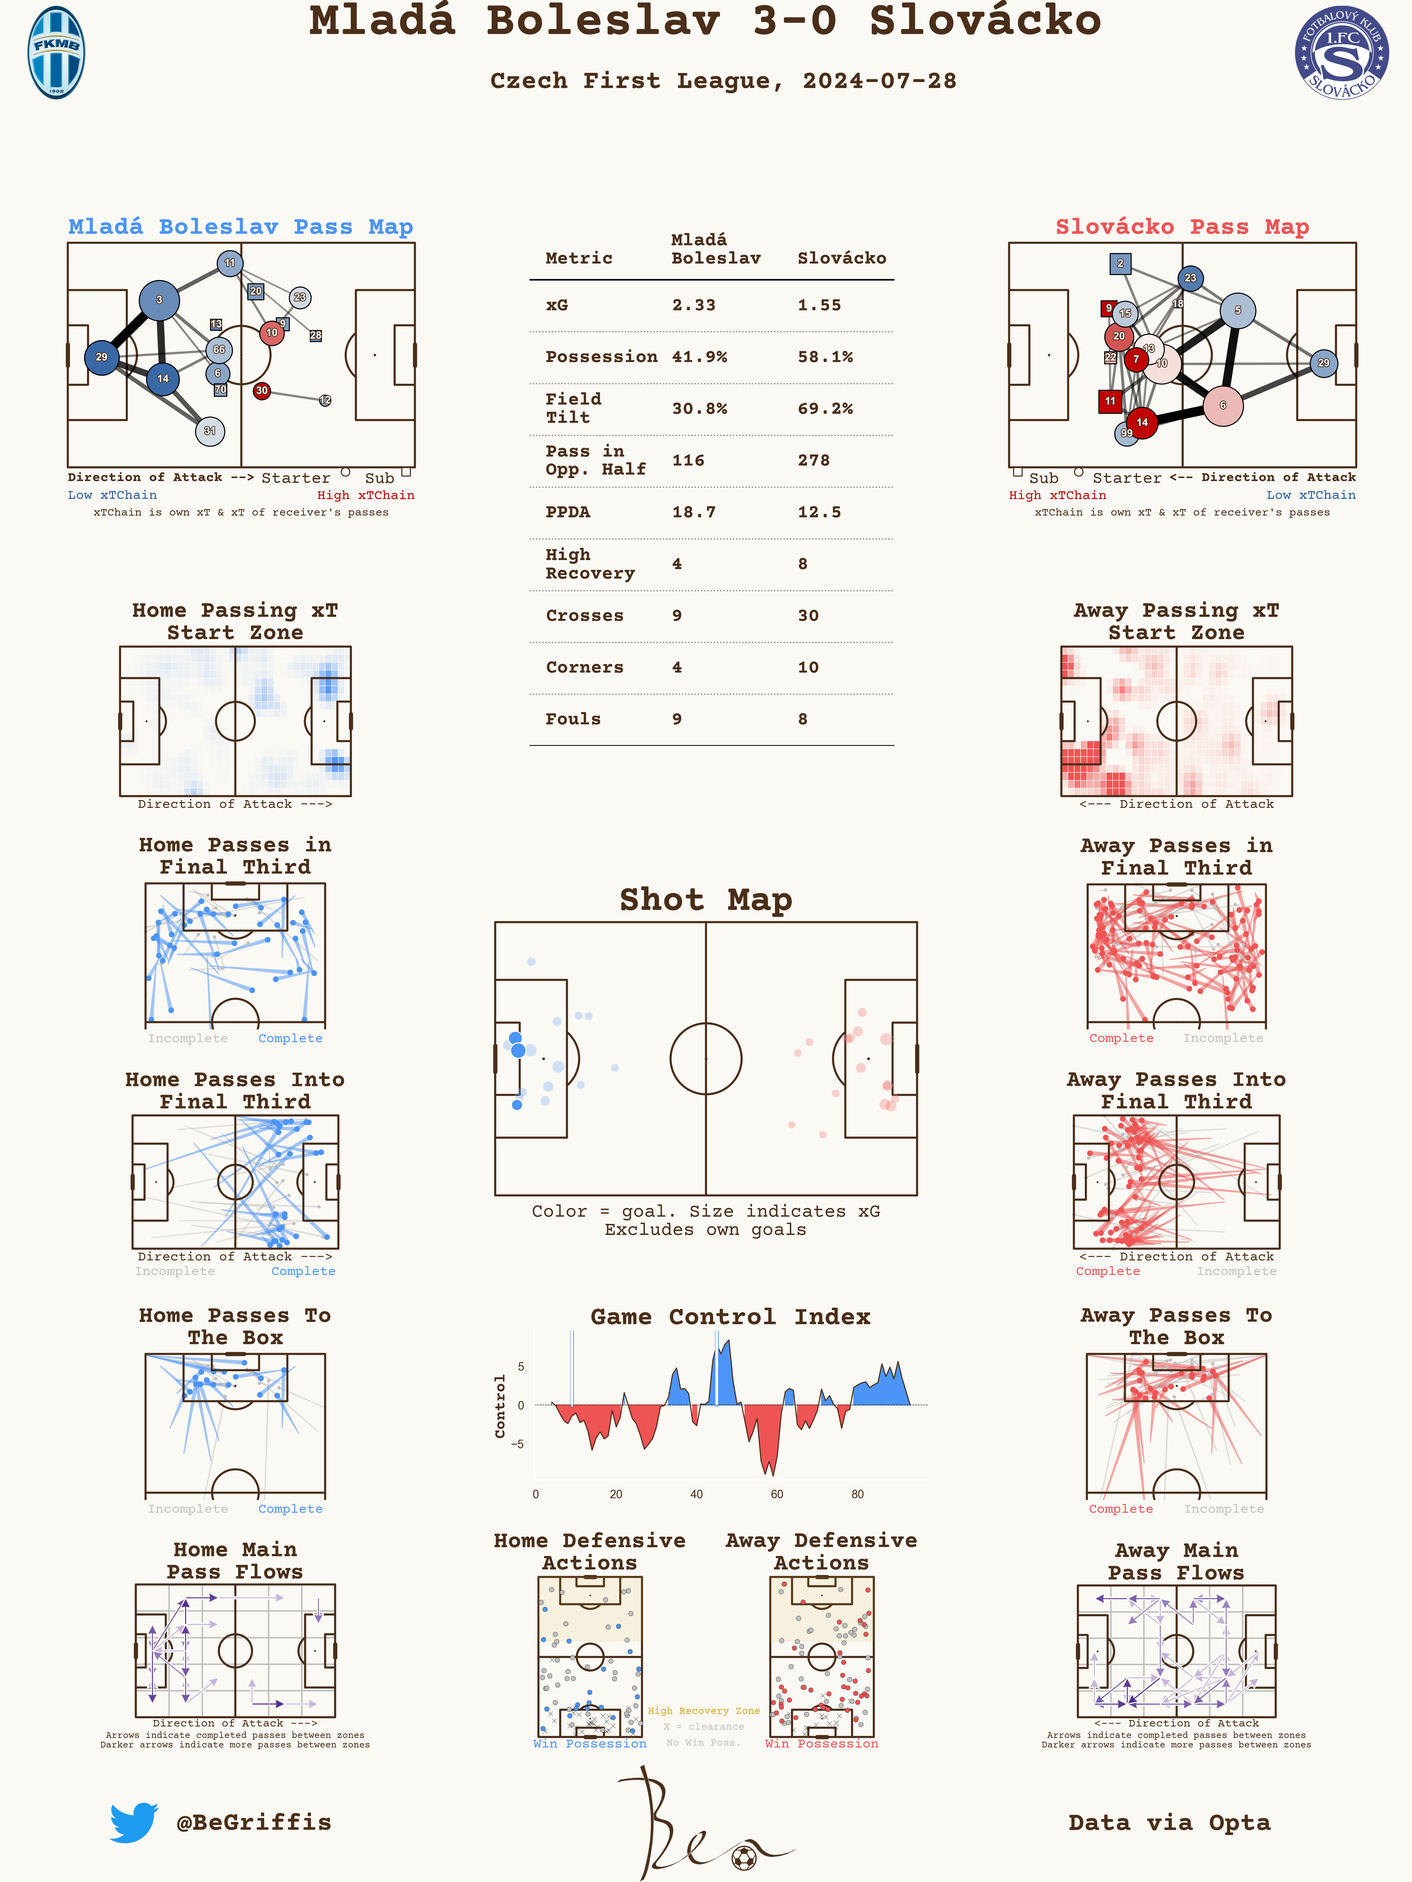 Mladá Boleslav 3-0 Slovácko
Czech First League, 2024-07-28
FKMB
1902
FOTBALOVÝ KLUB
1.FC
S
SLOVÁCKO
Mladá Boleslav Pass Map
11
3
20
23
13
9
10
28
66
29
6
14
70
30
12
31
Direction of Attack --> Starter Sub
Low xTChain High xTChain
xTChain is own xT & xT of receiver's passes
Metric Mladá Boleslav Slovácko
xG 2.33 1.55
Possession 41.9% 58.1%
Field Tilt 30.8% 69.2%
Pass in Opp. Half 116 278
PPDA 18.7 12.5
High Recovery 4 8
Crosses 9 30
Corners 4 10
Fouls 9 8
Slovácko Pass Map
2
23
9
15
18
5
20
13
22
7
10
29
11
6
14
99
Sub Starter <-- Direction of Attack
High xTChain Low xTChain
xTChain is own xT & xT of receiver's passes
Home Passing xT
Start Zone
Direction of Attack --->
Away Passing xT
Start Zone
<--- Direction of Attack
Home Passes in
Final Third
Incomplete Complete
Away Passes in
Final Third
Complete Incomplete
Shot Map
Color = goal. Size indicates xG
Excludes own goals
Home Passes Into
Final Third
Direction of Attack --->
Incomplete Complete
Away Passes Into
Final Third
<--- Direction of Attack
Complete Incomplete
Home Passes To
The Box
Incomplete Complete
Game Control Index
Control
5
0
−5
0 20 40 60 80
Away Passes To
The Box
Complete Incomplete
Home Main
Pass Flows
Direction of Attack --->
Arrows indicate completed passes between zones
Darker arrows indicate more passes between zones
Home Defensive
Actions
Win Possession
Away Defensive
Actions
Win Possession
High Recovery Zone
X = clearance
No Win Poss.
Away Main
Pass Flows
<--- Direction of Attack
Arrows indicate completed passes between zones
Darker arrows indicate more passes between zones
@BeGriffis
Ben
Data via Opta